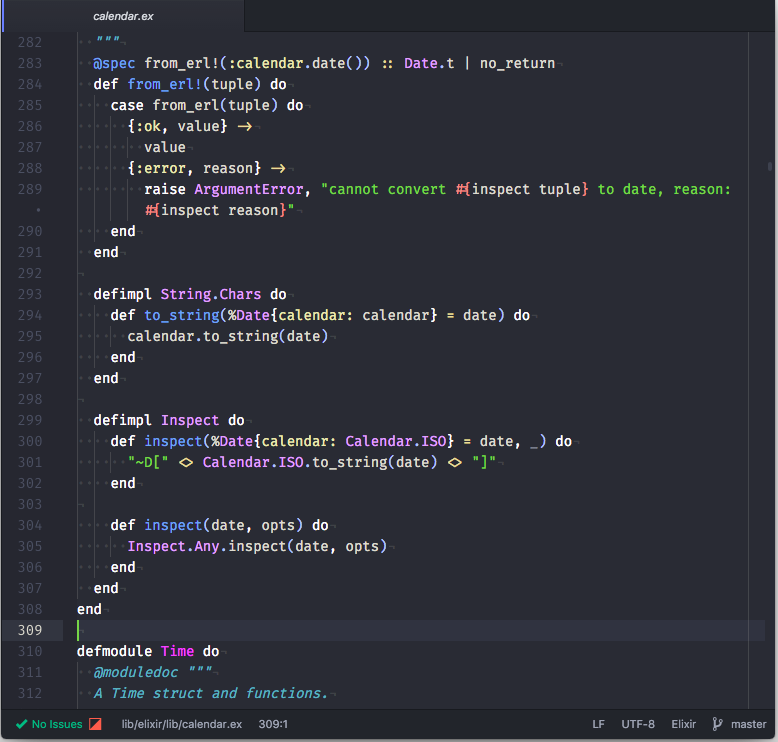 calendar.ex
282 """
283 @spec from_erl!(:calendar.date()) :: Date.t | no_return
284 def from_erl!(tuple) do
285 case from_erl(tuple) do
286 {:ok, value} ->
287 value
288 {:error, reason} ->
289 raise ArgumentError, "cannot convert #{inspect tuple} to date, reason:
#{inspect reason}"
290 end
291 end
292
293 defimpl String.Chars do
294 def to_string(%Date{calendar: calendar} = date) do
295 calendar.to_string(date)
296 end
297 end
298
299 defimpl Inspect do
300 def inspect(%Date{calendar: Calendar.ISO} = date, _) do
301 "~D[" <> Calendar.ISO.to_string(date) <> "]"
302 end
303
304 def inspect(date, opts) do
305 Inspect.Any.inspect(date, opts)
306 end
307 end
308 end
309
310 defmodule Time do
311 @moduledoc """
312 A Time struct and functions.
No Issues lib/elixir/lib/calendar.ex 309:1 LF UTF-8 Elixir master